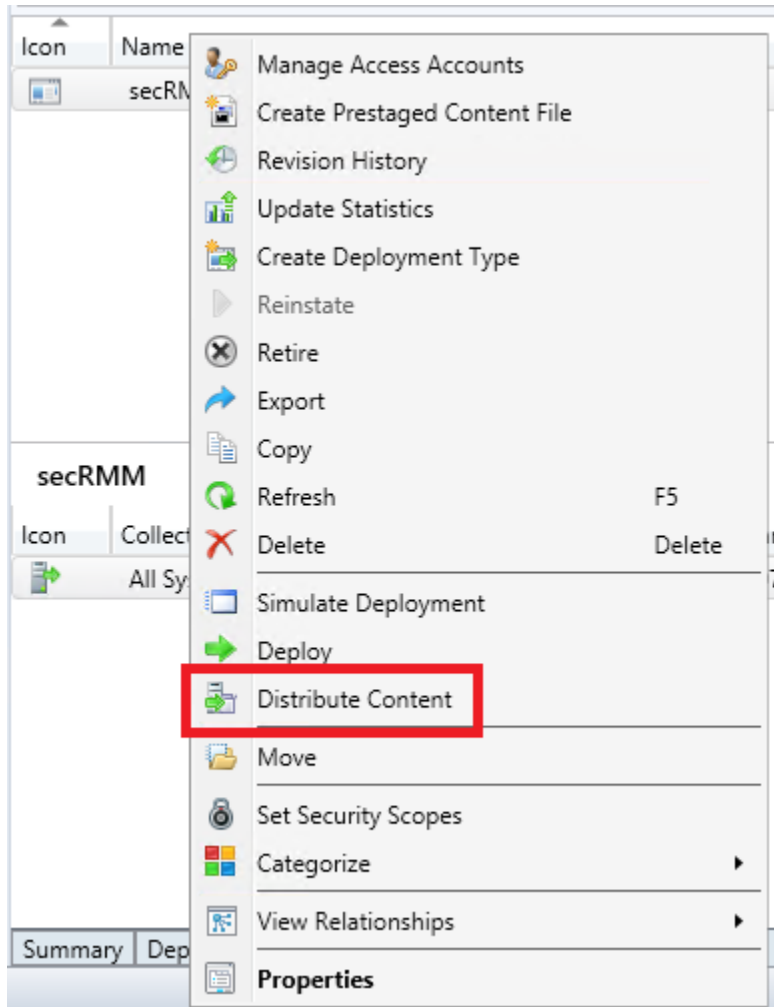 Icon Name
secRM
Manage Access Accounts
Create Prestaged Content File
Revision History
Update Statistics
Create Deployment Type
Reinstate
Retire
Export
Copy
Refresh F5
Delete Delete
Simulate Deployment
Deploy
Distribute Content
Move
Set Security Scopes
Categorize
View Relationships
Properties
secRMM
Icon Collect
All Sy
Summary Dep